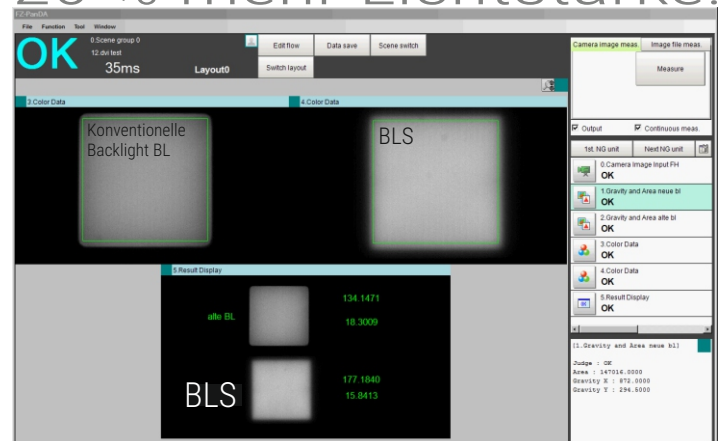 20 % mehr Lichtstärke.
FZ-PanDA
File Function Tool Window
OK
0.Scene group 0
12.dvi test
35ms
Layout0
Edit flow
Data save
Scene switch
Switch layout
Camera image meas.
Image file meas.
Measure
Output
Continuous meas.
1st. NG unit
Next NG unit
3.Color Data
4.Color Data
Konventionelle
Backlight BL
BLS
0.Camera Image Input FH
OK
1.Gravity and Area neue bl
OK
2.Gravity and Area alte bl
OK
3.Color Data
OK
4.Color Data
OK
5.Result Display
OK
5.Result Display
alte BL
134.1471
18.3009
BLS
177.1840
15.8413
[1.Gravity and Area neue bl]
Judge : OK
Area : 147016.0000
Gravity X : 872.0000
Gravity Y : 294.5000